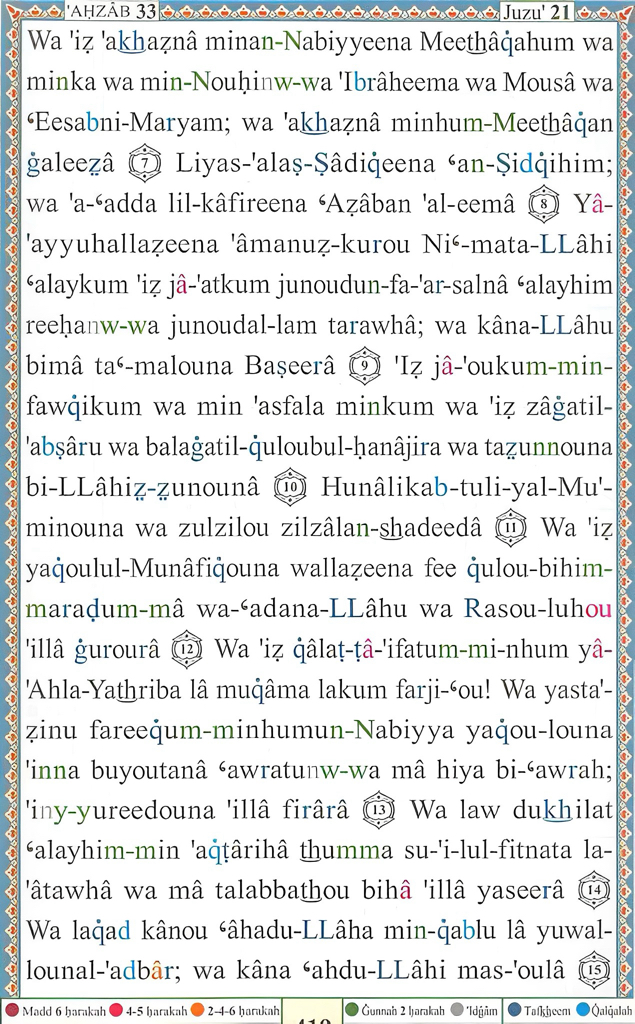 'AḤZÂB 33 Juzu' 21
Wa 'iẓ 'akhaẓnâ minan-Nabiyyeena Meethâq̇ahum wa
minka wa min-Nouḥinw-wa 'Ibrâheema wa Mousâ wa
ʿEesabni-Maryam; wa 'akhaẓnâ minhum-Meethâq̇an
ġaleeẓ̤â 7 Liyas-'alaṣ-Ṣâdiq̇eena ʿan-Ṣidq̇ihim;
wa 'a-ʿadda lil-kâfireena ʿAẓâban 'al-eemâ 8 Yâ-
'ayyuhallaẓeena 'âmanuẓ-kurou Niʿ-mata-LLâhi
ʿalaykum 'iẓ jâ-'atkum junoudun-fa-'ar-salnâ ʿalayhim
reeḥanw-wa junoudal-lam tarawhâ; wa kâna-LLâhu
bimâ taʿ-malouna Baṣeerâ 9 'Iẓ jâ-'oukum-min-
fawq̇ikum wa min 'asfala minkum wa 'iẓ zâġatil-
'abṣâru wa balaġatil-q̇uloubul-ḥanâjira wa taẓ̤unnouna
bi-LLâhiẓ̤-ẓ̤unounâ 10 Hunâlikab-tuli-yal-Mu'-
minouna wa zulzilou zilzâlan-shadeedâ 11 Wa 'iẓ
yaq̇oulul-Munâfiq̇ouna wallaẓeena fee q̇ulou-bihim-
maraḍum-mâ wa-ʿadana-LLâhu wa Rasou-luhou
'illâ ġurourâ 12 Wa 'iẓ q̇âlaṭ-ṭâ-'ifatum-mi-nhum yâ-
'Ahla-Yathriba lâ muq̇âma lakum farji-ʿou! Wa yasta'-
ẓinu fareeq̇um-minhumun-Nabiyya yaq̇ou-louna
'inna buyoutanâ ʿawratunw-wa mâ hiya bi-ʿawrah;
'iny-yureedouna 'illâ firârâ 13 Wa law dukhilat
ʿalayhim-min 'aq̇ṭârihâ thumma su-'i-lul-fitnata la-
'âtawhâ wa mâ talabbathou bihâ 'illâ yaseerâ 14
Wa laq̇ad kânou ʿâhadu-LLâha min-q̇ablu lâ yuwal-
lounal-'adbâr; wa kâna ʿahdu-LLâhi mas-'oulâ 15
Madd 6 ḥarakah 4-5 ḥarakah 2-4-6 ḥarakah Ġunnah 2 ḥarakah 'Idġâm Tafkheem Q̇alq̇alah